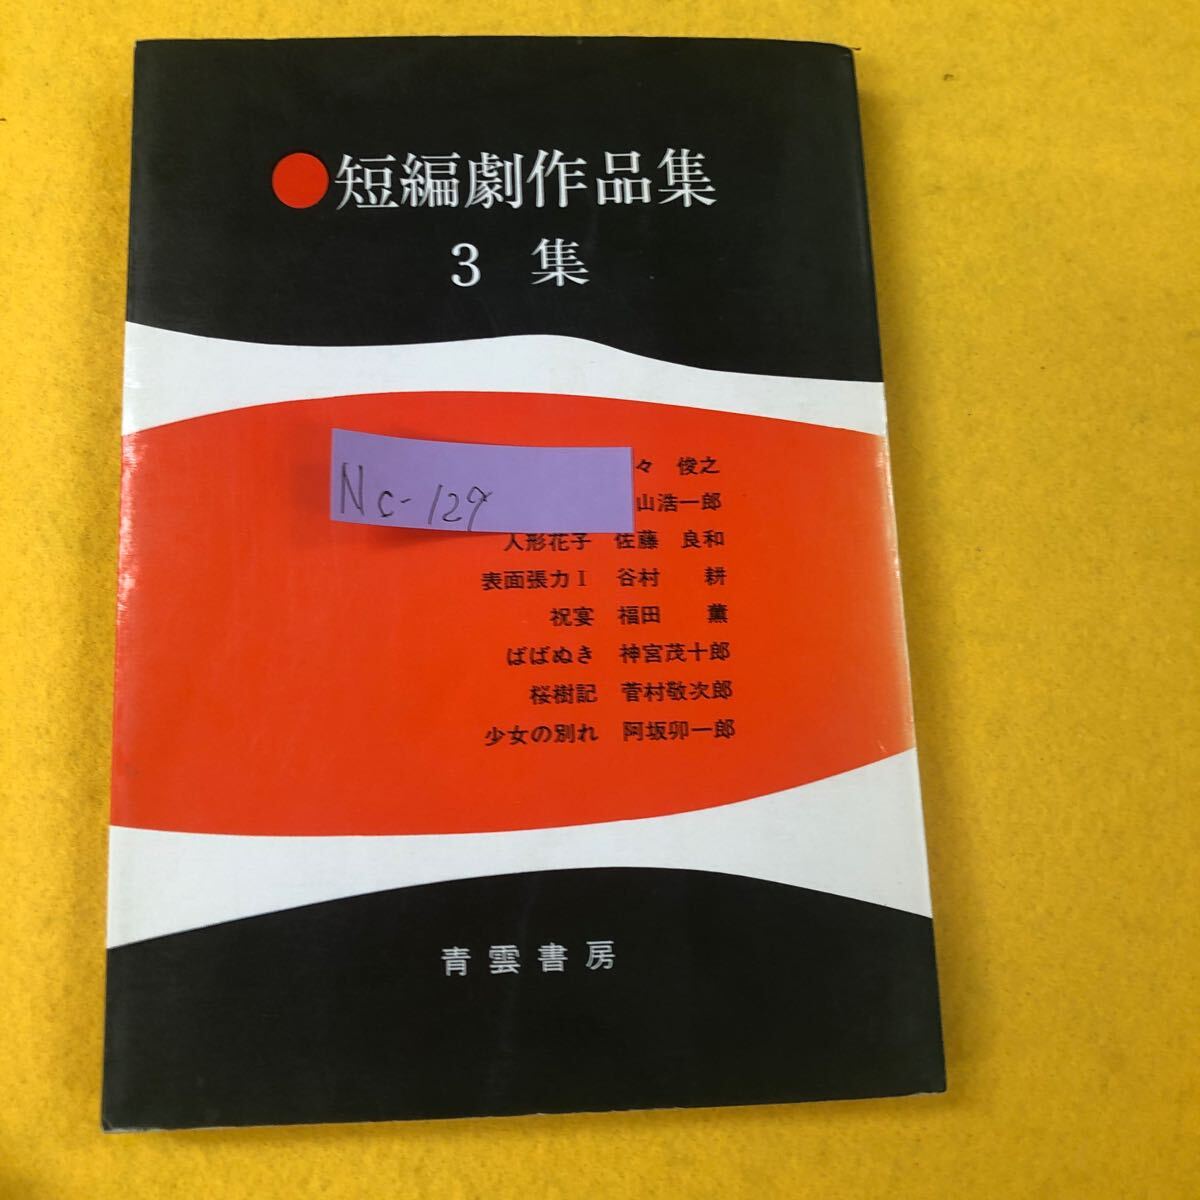 ●短編劇作品集
3 集
々 俊之
山浩一郎
Nc-129
人形花子 佐藤 良和
表面張力I 谷村 耕
祝宴 福田 薫
ばばぬき 神宮茂十郎
桜樹記 菅村敬次郎
少女の別れ 阿坂卯一郎
青雲書房